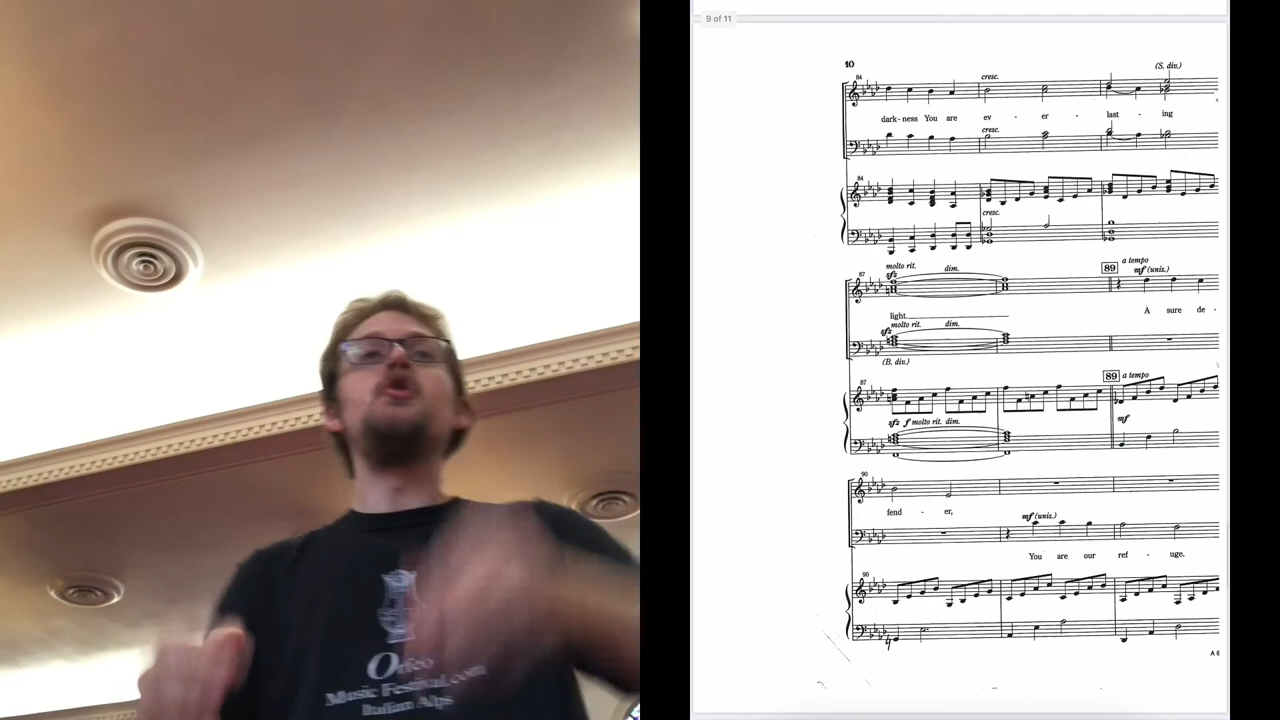 Orfeo
Music Festival.com
Italian Alps
9 of 11
10
84
cresc.
(S. div.)
dark - ness You are ev - er - last - ing
cresc.
84
cresc.
87
molto rit.
sfz
dim.
89
a tempo
mf (unis.)
light.
A sure de -
sfz
molto rit.
dim.
(B. div.)
87
89
a tempo
sfz f molto rit. dim.
mf
90
fend - er,
mf (unis.)
You are our ref - uge.
90
A 6